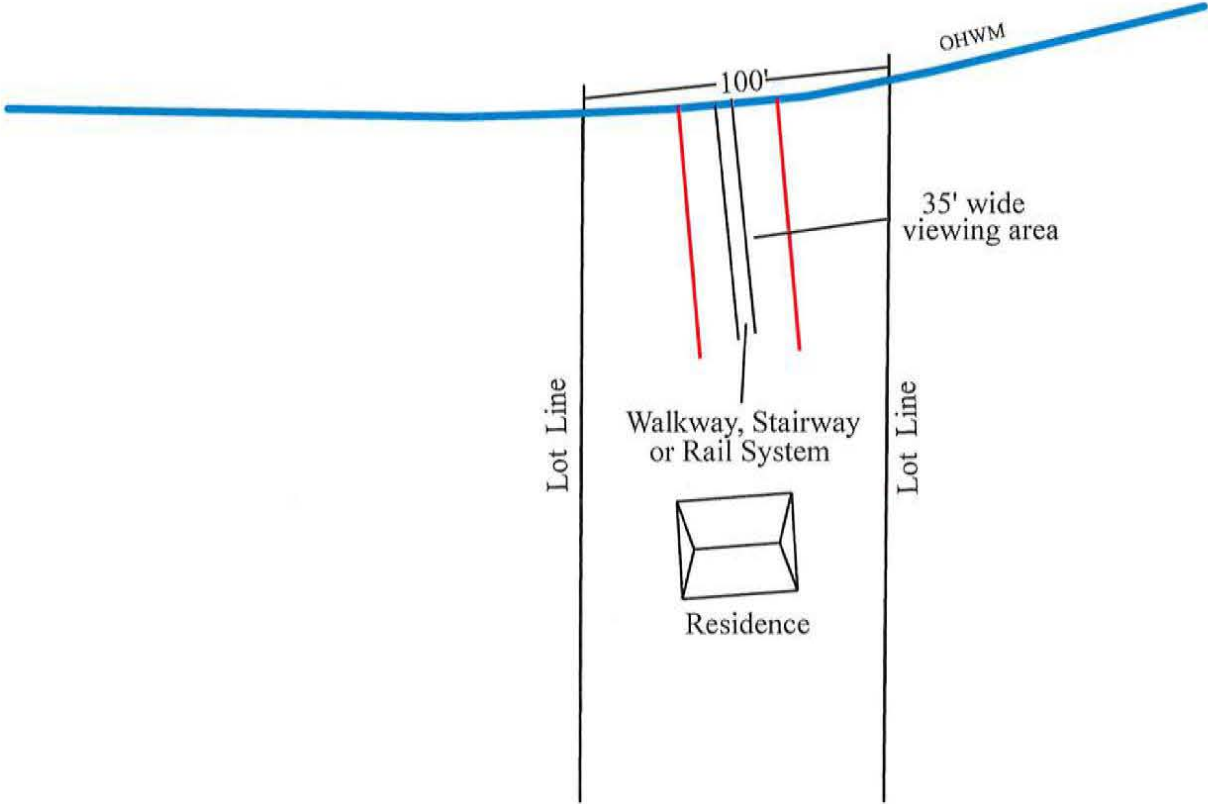 OHWM
100'
35' wide
viewing area
Lot Line
Walkway, Stairway
or Rail System
Lot Line
Residence